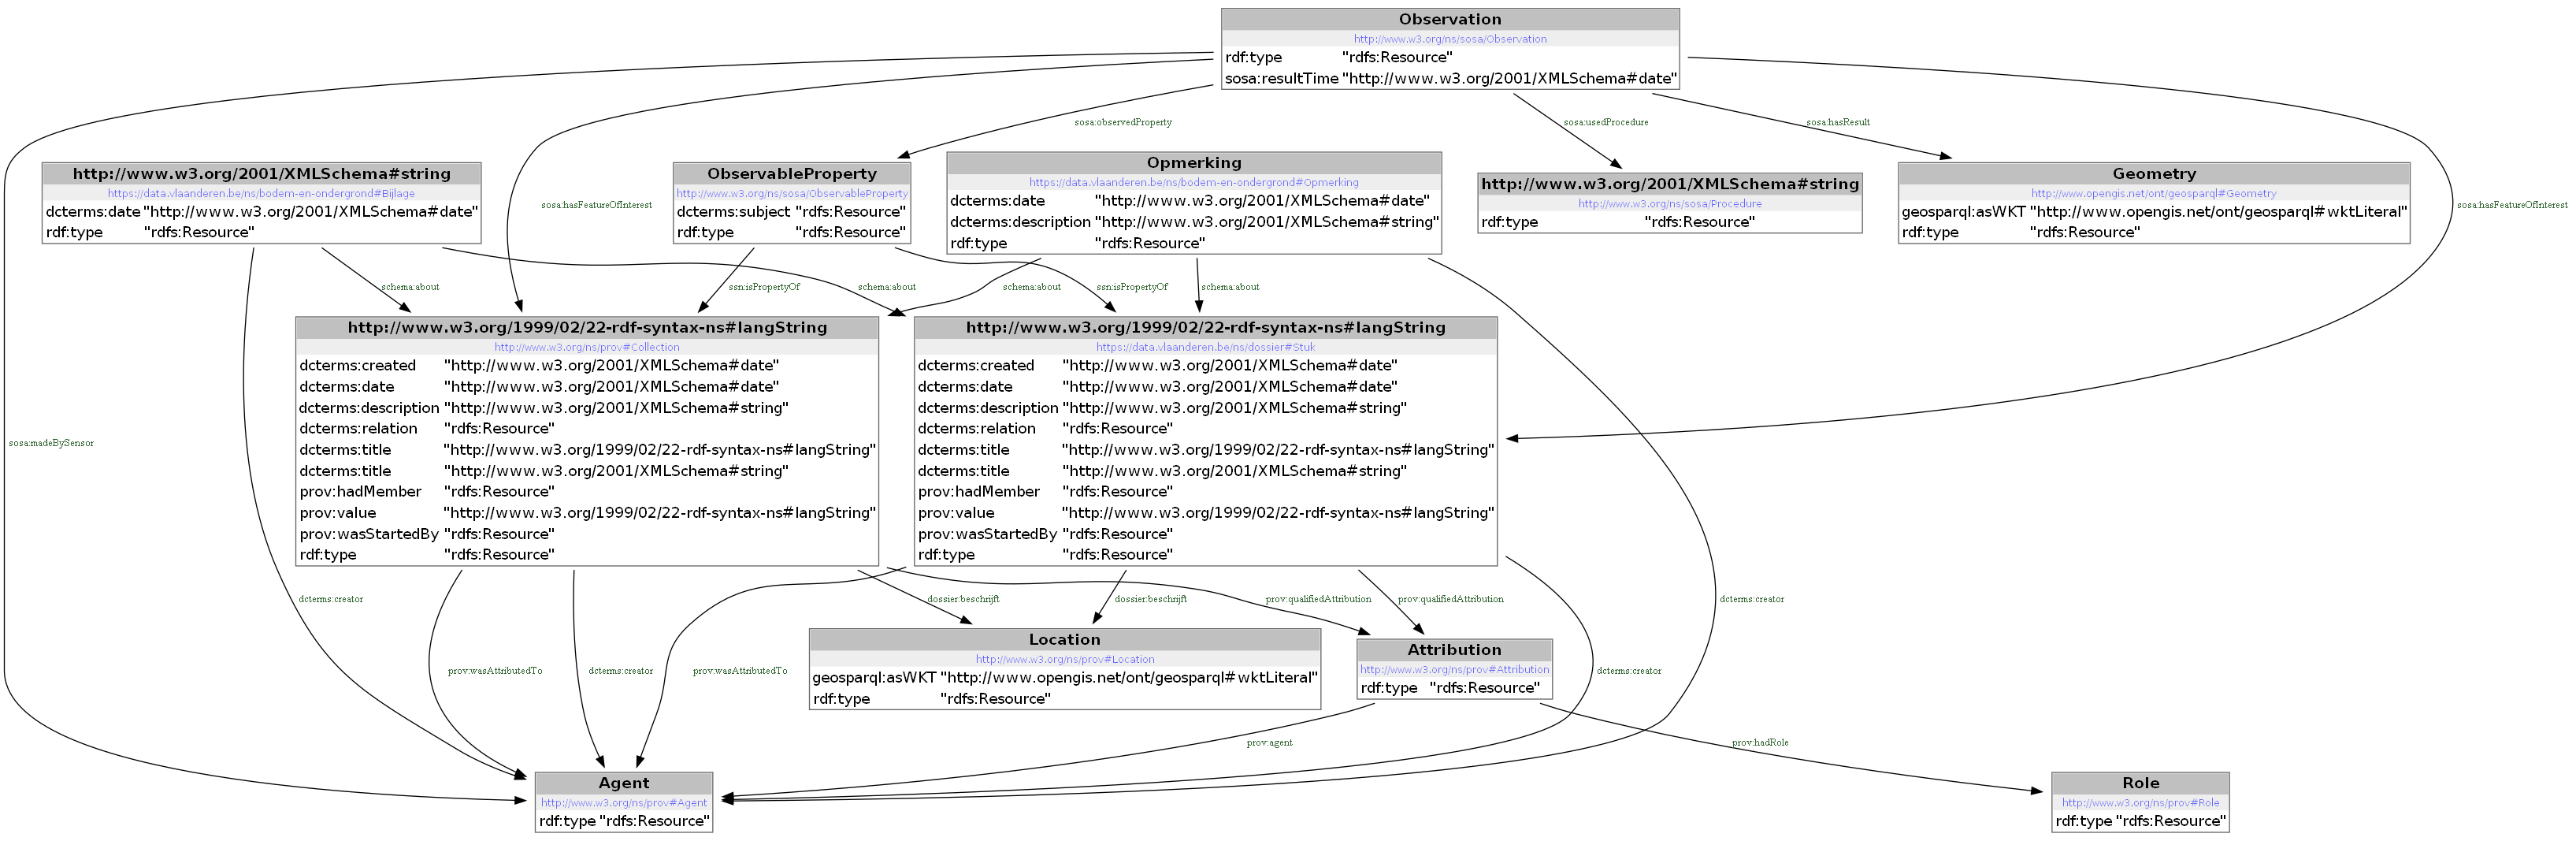 Observation
http://www.w3.org/ns/sosa/Observation
rdf:type "rdfs:Resource"
sosa:resultTime "http://www.w3.org/2001/XMLSchema#date"
sosa:observedProperty
sosa:usedProcedure
sosa:hasResult
http://www.w3.org/2001/XMLSchema#string
https://data.vlaanderen.be/ns/bodem-en-ondergrond#Bijlage
dcterms:date "http://www.w3.org/2001/XMLSchema#date"
rdf:type "rdfs:Resource"
sosa:hasFeatureOfInterest
ObservableProperty
http://www.w3.org/ns/sosa/ObservableProperty
dcterms:subject "rdfs:Resource"
rdf:type "rdfs:Resource"
Opmerking
https://data.vlaanderen.be/ns/bodem-en-ondergrond#Opmerking
dcterms:date "http://www.w3.org/2001/XMLSchema#date"
dcterms:description "http://www.w3.org/2001/XMLSchema#string"
rdf:type "rdfs:Resource"
http://www.w3.org/2001/XMLSchema#string
http://www.w3.org/ns/sosa/Procedure
rdf:type "rdfs:Resource"
Geometry
http://www.opengis.net/ont/geosparql#Geometry
geosparql:asWKT "http://www.opengis.net/ont/geosparql#wktLiteral"
rdf:type "rdfs:Resource"
sosa:hasFeatureOfInterest
schema:about
ssn:isPropertyOf
schema:about
schema:about
ssn:isPropertyOf
schema:about
http://www.w3.org/1999/02/22-rdf-syntax-ns#langString
http://www.w3.org/ns/prov#Collection
dcterms:created "http://www.w3.org/2001/XMLSchema#date"
dcterms:date "http://www.w3.org/2001/XMLSchema#date"
dcterms:description "http://www.w3.org/2001/XMLSchema#string"
dcterms:relation "rdfs:Resource"
dcterms:title "http://www.w3.org/1999/02/22-rdf-syntax-ns#langString"
dcterms:title "http://www.w3.org/2001/XMLSchema#string"
prov:hadMember "rdfs:Resource"
prov:value "http://www.w3.org/1999/02/22-rdf-syntax-ns#langString"
prov:wasStartedBy "rdfs:Resource"
rdf:type "rdfs:Resource"
http://www.w3.org/1999/02/22-rdf-syntax-ns#langString
https://data.vlaanderen.be/ns/dossier#Stuk
dcterms:created "http://www.w3.org/2001/XMLSchema#date"
dcterms:date "http://www.w3.org/2001/XMLSchema#date"
dcterms:description "http://www.w3.org/2001/XMLSchema#string"
dcterms:relation "rdfs:Resource"
dcterms:title "http://www.w3.org/1999/02/22-rdf-syntax-ns#langString"
dcterms:title "http://www.w3.org/2001/XMLSchema#string"
prov:hadMember "rdfs:Resource"
prov:value "http://www.w3.org/1999/02/22-rdf-syntax-ns#langString"
prov:wasStartedBy "rdfs:Resource"
rdf:type "rdfs:Resource"
sosa:madeBySensor
dcterms:creator
dossier:beschrijft
dossier:beschrijft
prov:qualifiedAttribution
prov:qualifiedAttribution
dcterms:creator
prov:wasAttributedTo
dcterms:creator
prov:wasAttributedTo
dcterms:creator
Location
http://www.w3.org/ns/prov#Location
geosparql:asWKT "http://www.opengis.net/ont/geosparql#wktLiteral"
rdf:type "rdfs:Resource"
Attribution
http://www.w3.org/ns/prov#Attribution
rdf:type "rdfs:Resource"
prov:agent
prov:hadRole
Agent
http://www.w3.org/ns/prov#Agent
rdf:type "rdfs:Resource"
Role
http://www.w3.org/ns/prov#Role
rdf:type "rdfs:Resource"